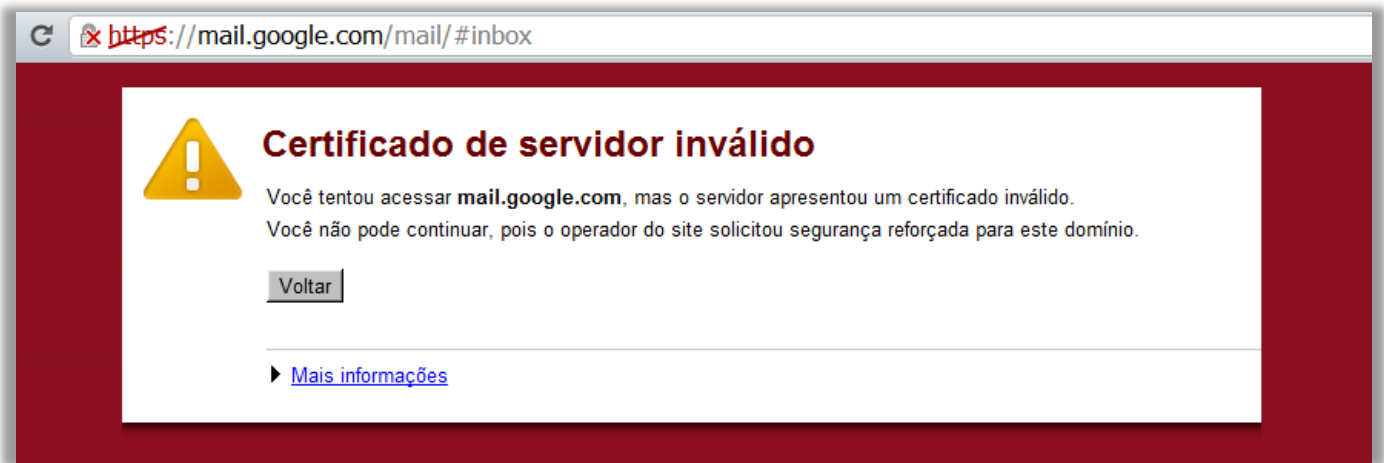 https://mail.google.com/mail/#inbox
Certificado de servidor inválido
Você tentou acessar mail.google.com, mas o servidor apresentou um certificado inválido.
Você não pode continuar, pois o operador do site solicitou segurança reforçada para este domínio.
Voltar
Mais informações